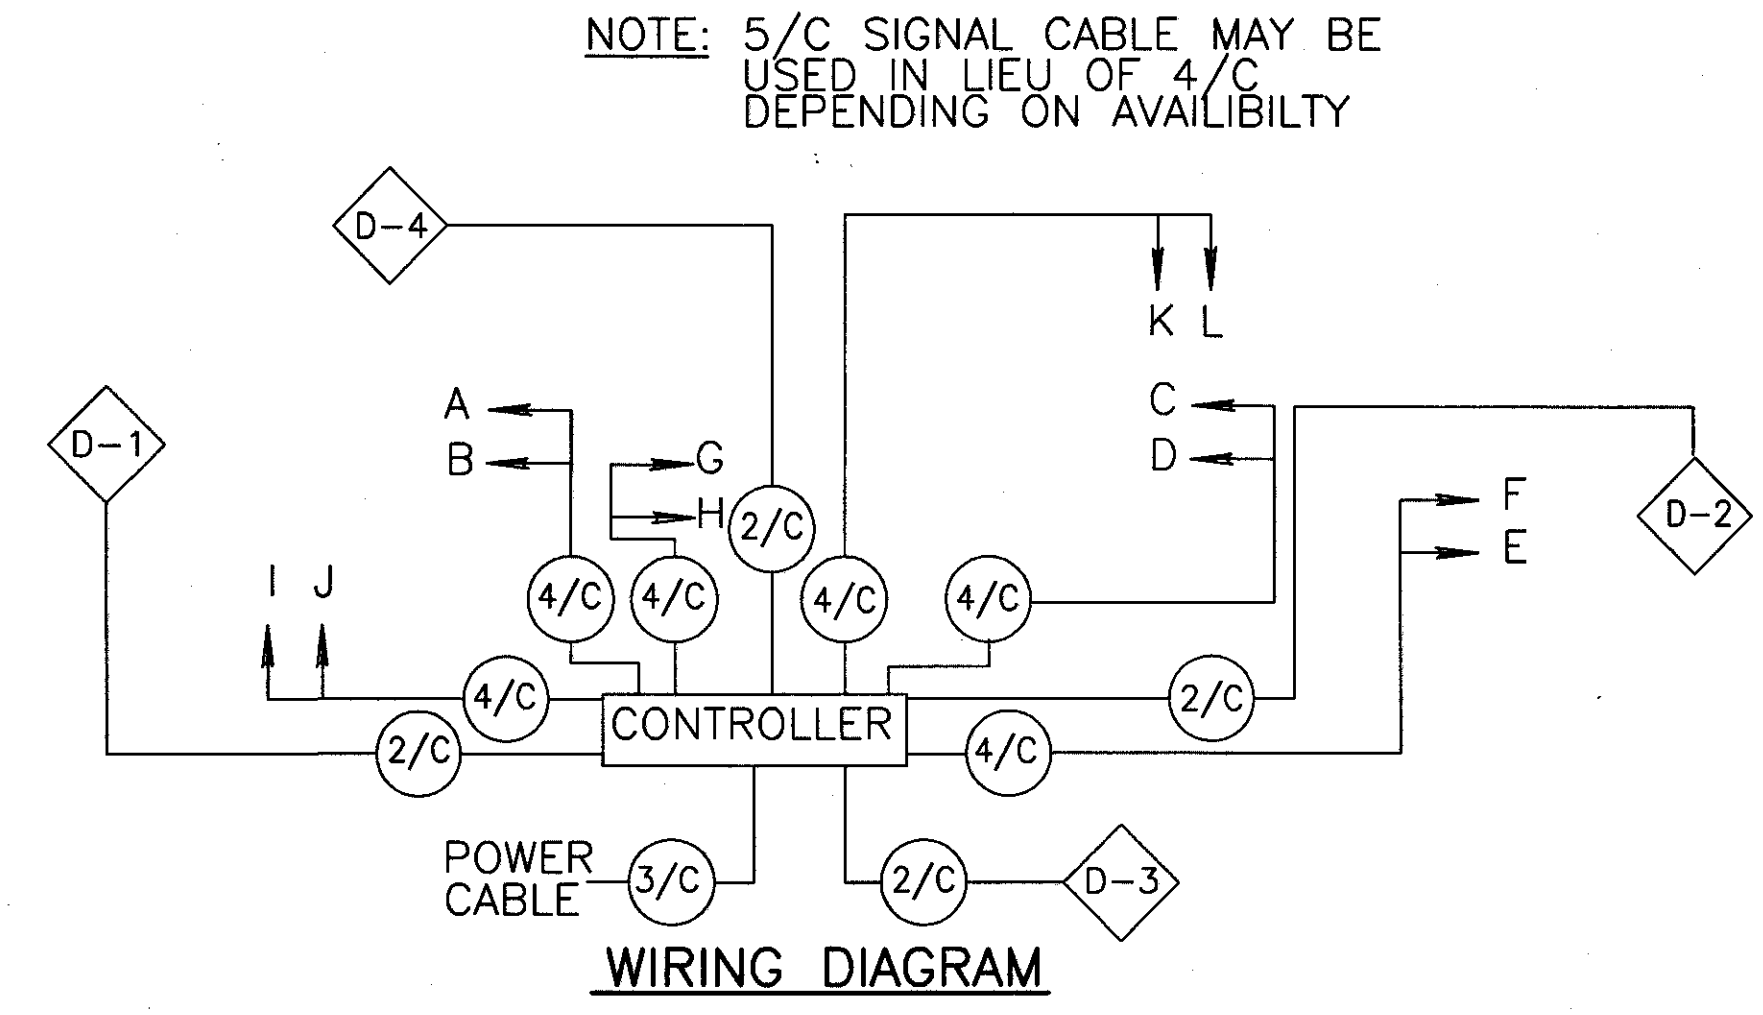 NOTE: 5/C SIGNAL CABLE MAY BE
USED IN LIEU OF 4/C
DEPENDING ON AVAILIBILTY
D-4
K L
A
C
D-1
B
G
D
H
2/C
F
D-2
E
I J
4/C
4/C
4/C
4/C
4/C
2/C
CONTROLLER
2/C
4/C
POWER
CABLE
3/C
2/C
D-3
WIRING DIAGRAM